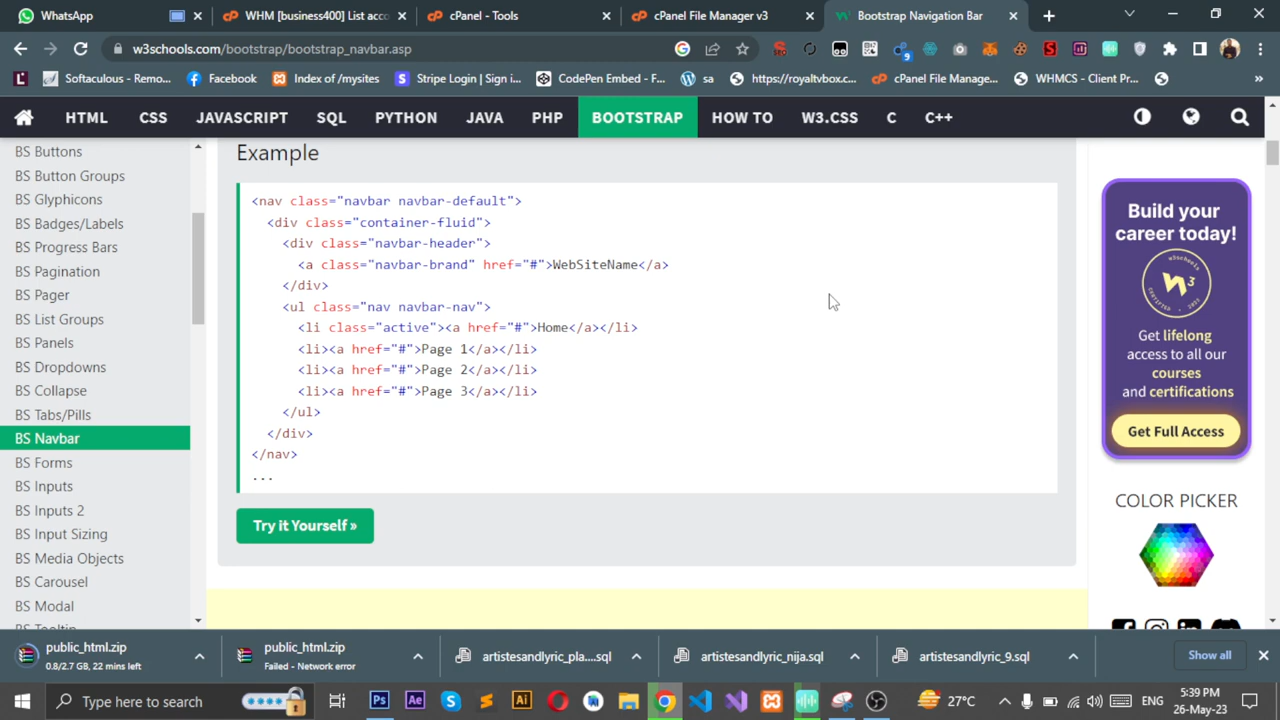 WhatsApp
WHM [business400] List acco
cPanel - Tools
cPanel File Manager v3
Bootstrap Navigation Bar
w3schools.com/bootstrap/bootstrap_navbar.asp
9
Softaculous - Remo...
Facebook
Index of /mysites
Stripe Login | Sign i...
CodePen Embed - F...
sa
https://royaltvbox.c...
cPanel File Manage...
WHMCS - Client Pr...
»
HTML
CSS
JAVASCRIPT
SQL
PYTHON
JAVA
PHP
BOOTSTRAP
HOW TO
W3.CSS
C
C++
BS Buttons
BS Button Groups
BS Glyphicons
BS Badges/Labels
BS Progress Bars
BS Pagination
BS Pager
BS List Groups
BS Panels
BS Dropdowns
BS Collapse
BS Tabs/Pills
BS Navbar
BS Forms
BS Inputs
BS Inputs 2
BS Input Sizing
BS Media Objects
BS Carousel
BS Modal
BS Tooltip
Example
<nav class="navbar navbar-default">
<div class="container-fluid">
<div class="navbar-header">
<a class="navbar-brand" href="#">WebSiteName</a>
</div>
<ul class="nav navbar-nav">
<li class="active"><a href="#">Home</a></li>
<li><a href="#">Page 1</a></li>
<li><a href="#">Page 2</a></li>
<li><a href="#">Page 3</a></li>
</ul>
</div>
</nav>
...
Try it Yourself »
Build your
career today!
Get lifelong
access to all our
courses
and certifications
Get Full Access
COLOR PICKER
public_html.zip
0.8/2.7 GB, 22 mins left
public_html.zip
Failed - Network error
artistesandlyric_pla....sql
artistesandlyric_nija.sql
artistesandlyric_9.sql
Show all
Type here to search
27°C
ENG
5:39 PM
26-May-23